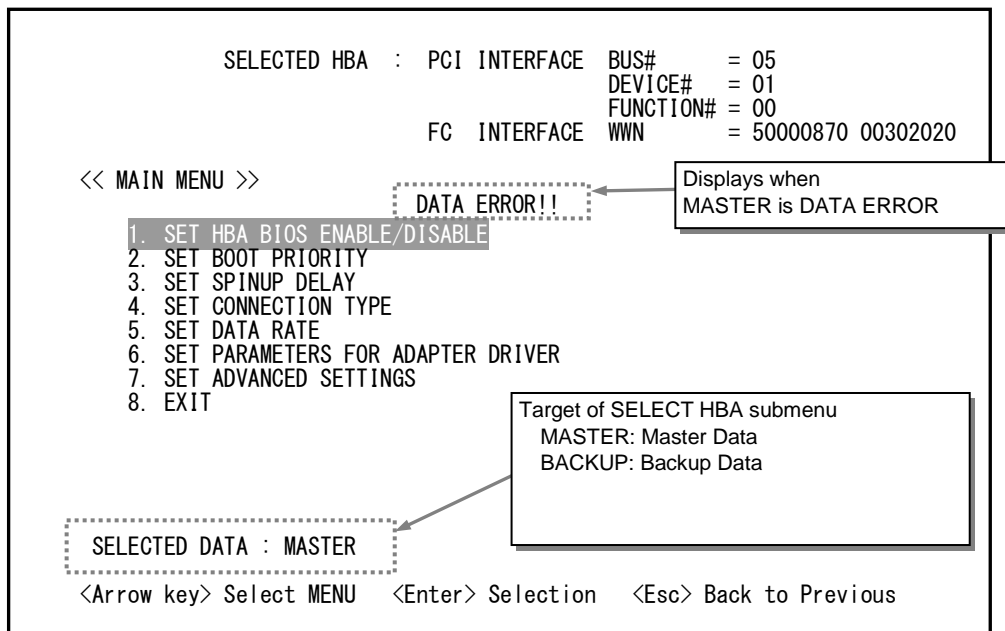 SELECTED HBA : PCI INTERFACE BUS# = 05
DEVICE# = 01
FUNCTION# = 00
FC INTERFACE WWN = 50000870 00302020
<< MAIN MENU >>
DATA ERROR!!
Displays when
MASTER is DATA ERROR
1. SET HBA BIOS ENABLE/DISABLE
2. SET BOOT PRIORITY
3. SET SPINUP DELAY
4. SET CONNECTION TYPE
5. SET DATA RATE
6. SET PARAMETERS FOR ADAPTER DRIVER
7. SET ADVANCED SETTINGS
8. EXIT
Target of SELECT HBA submenu
MASTER: Master Data
BACKUP: Backup Data
SELECTED DATA : MASTER
<Arrow key> Select MENU <Enter> Selection <Esc> Back to Previous